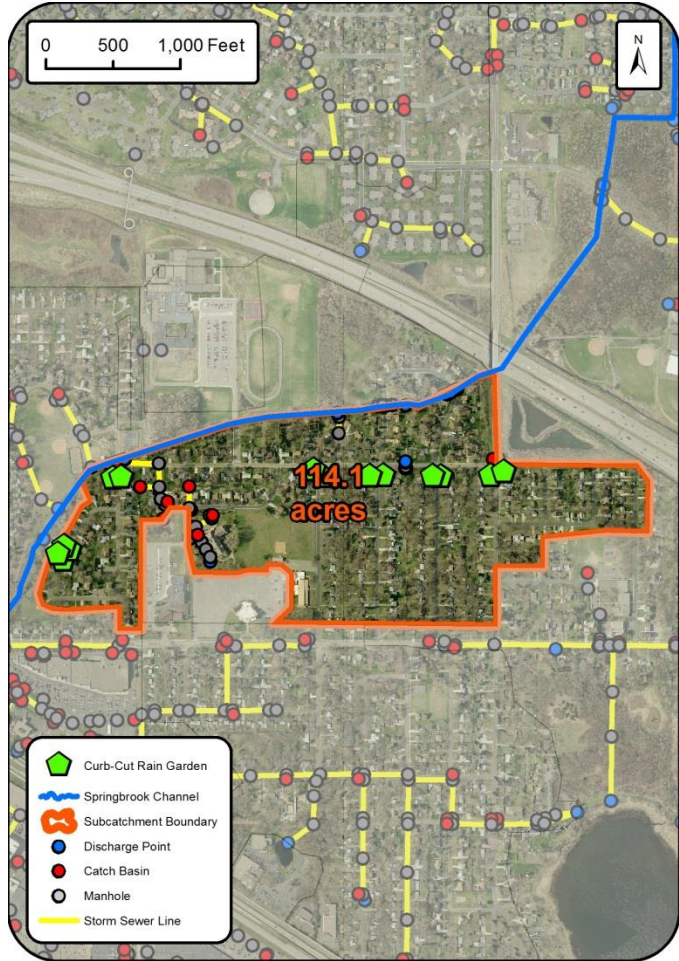 0 500 1,000 Feet
N
114.1
acres
Curb-Cut Rain Garden
Springbrook Channel
Subcatchment Boundary
Discharge Point
Catch Basin
Manhole
Storm Sewer Line